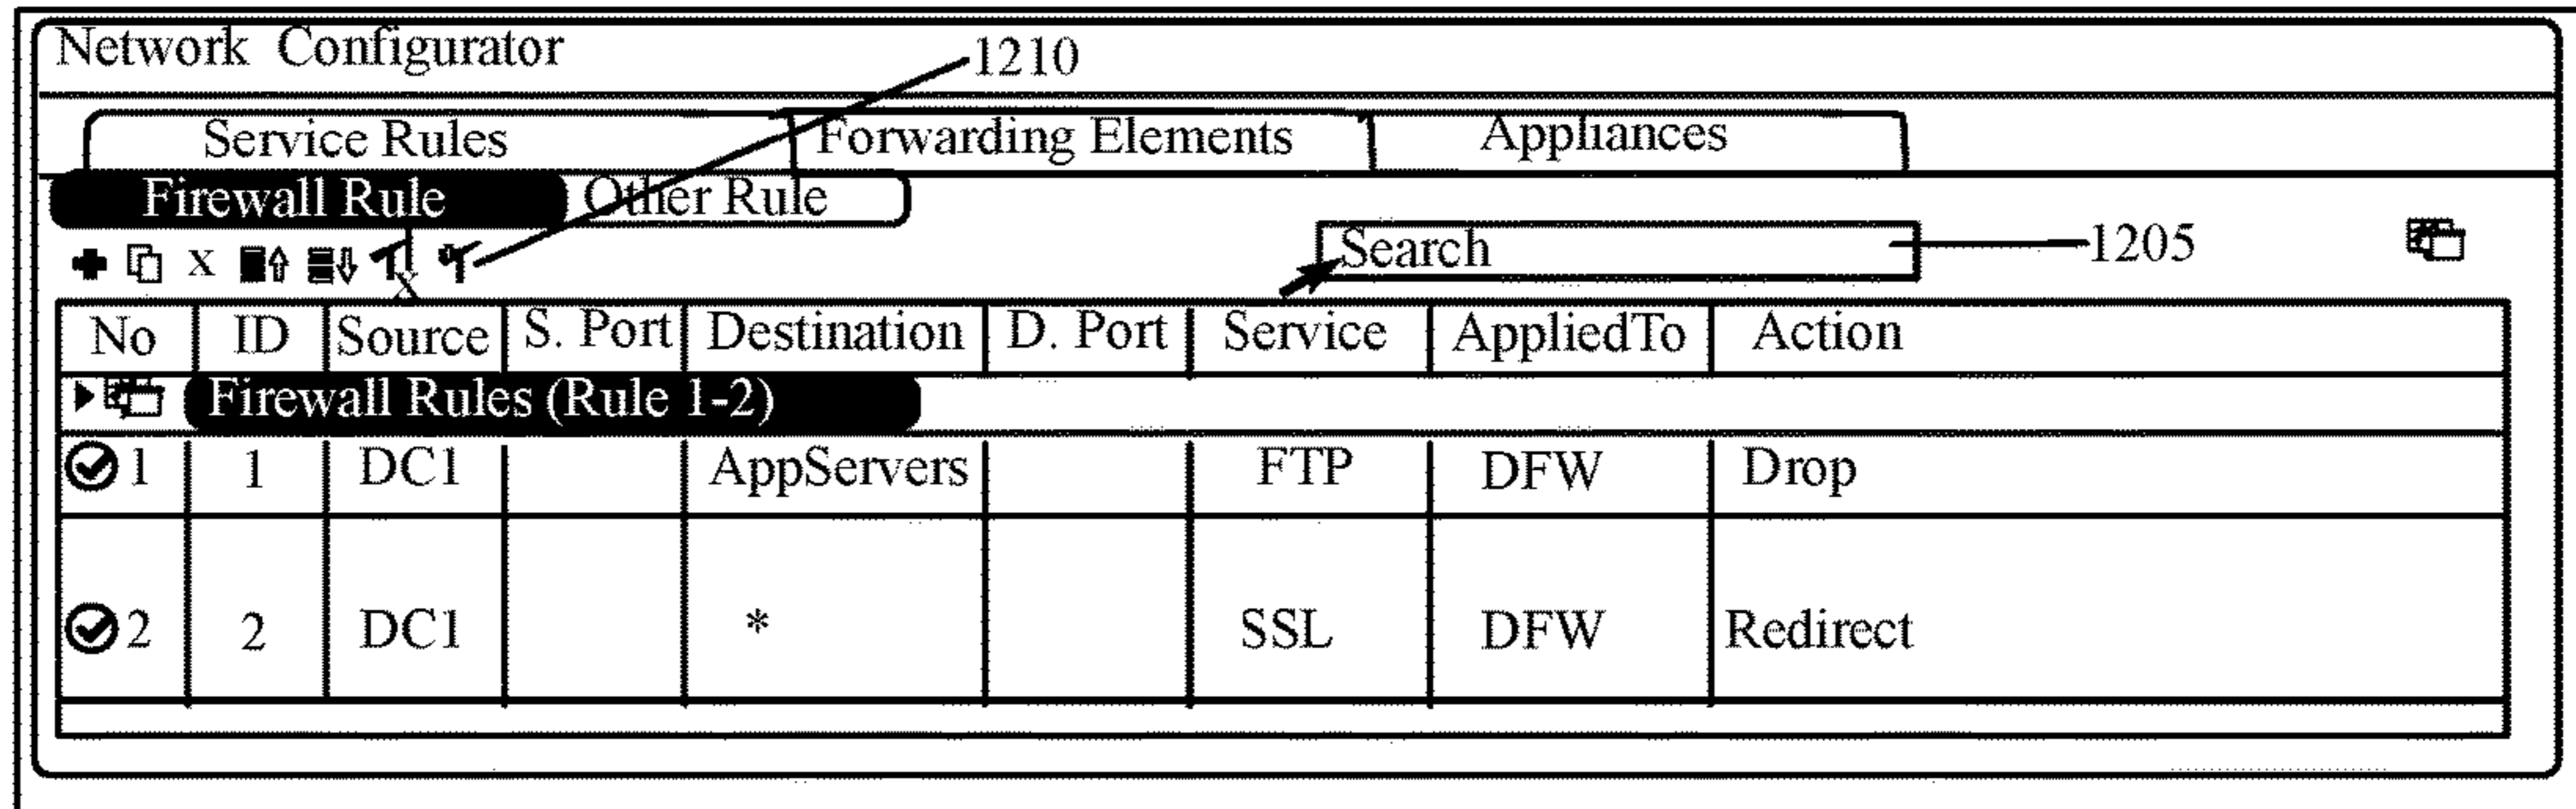 Network Configurator
1210
Service Rules Forwarding Elements Appliances
Firewall Rule Other Rule
X X Search 1205
No ID Source S. Port Destination D. Port Service AppliedTo Action
Firewall Rules (Rule 1-2)
1 1 DC1 AppServers FTP DFW Drop
2 2 DC1 * SSL DFW Redirect